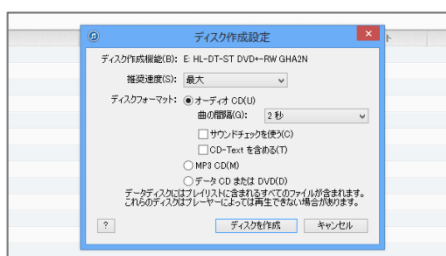 ト
ディスク作成設定
ディスク作成機能(B): E: HL-DT-ST DVD+-RW GHA2N
推奨速度(S): 最大
ディスクフォーマット: オーディオ CD(U)
曲の間隔(G): 2 秒
サウンドチェックを使う(C)
CD-Text を含める(T)
MP3 CD(M)
データ CD または DVD(D)
データディスクにはプレイリストに含まれるすべてのファイルが含まれます。
これらのディスクはプレーヤーによっては再生できない場合があります。
? ディスクを作成 キャンセル